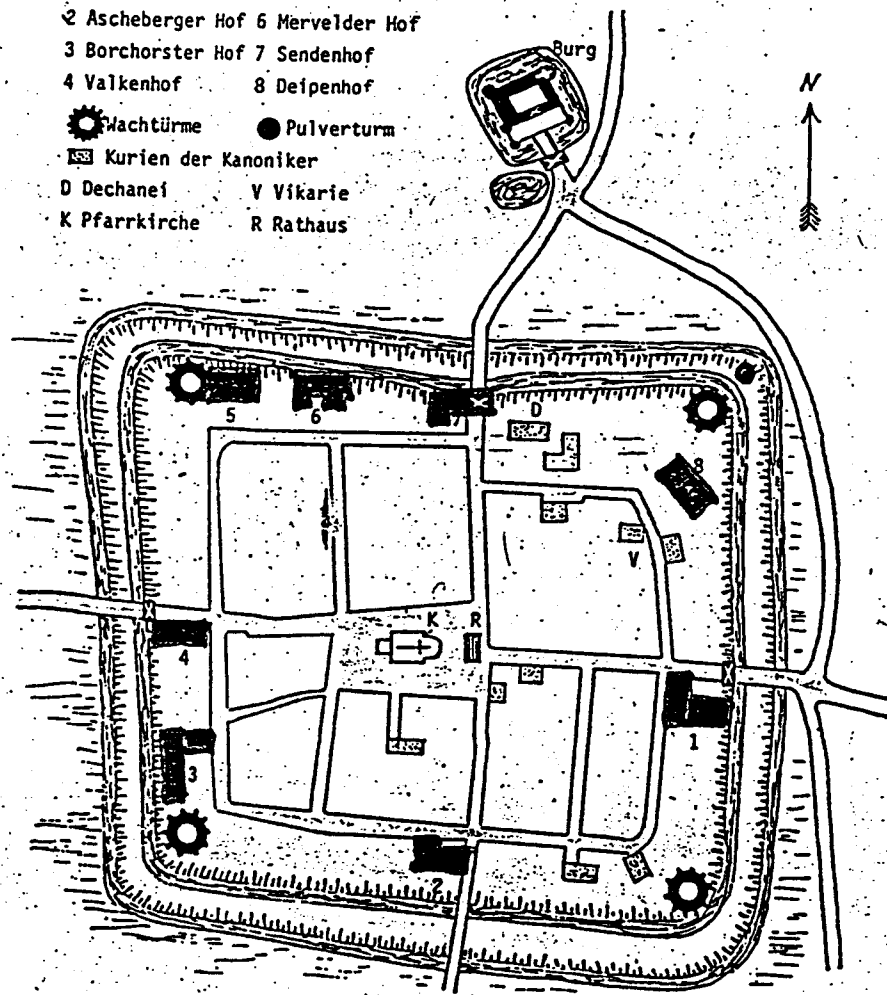 2 Ascheberger Hof 6 Mervelder Hof
3 Borchorster Hof 7 Sendenhof
4 Valkenhof 8 Deipenhof
Wachtürme Pulverturm
Kurien der Kanoniker
D Dechanei V Vikarie
K Pfarrkirche R Rathaus
Burg
N
5
6
7
D
8
V
K
R
4
1
3
2